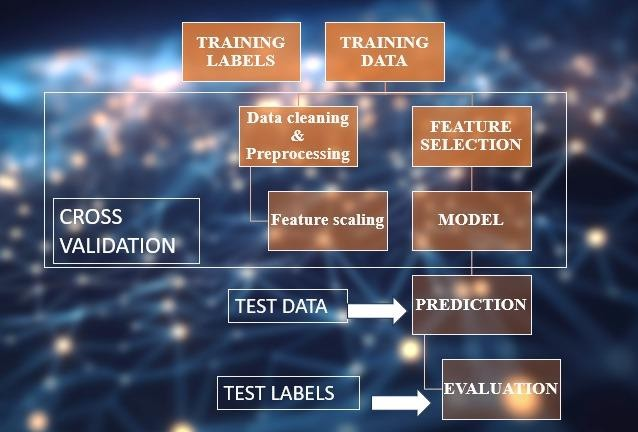 TRAINING
LABELS
TRAINING
DATA
Data cleaning
&
Preprocessing
FEATURE
SELECTION
Feature scaling
MODEL
CROSS
VALIDATION
TEST DATA
PREDICTION
TEST LABELS
EVALUATION